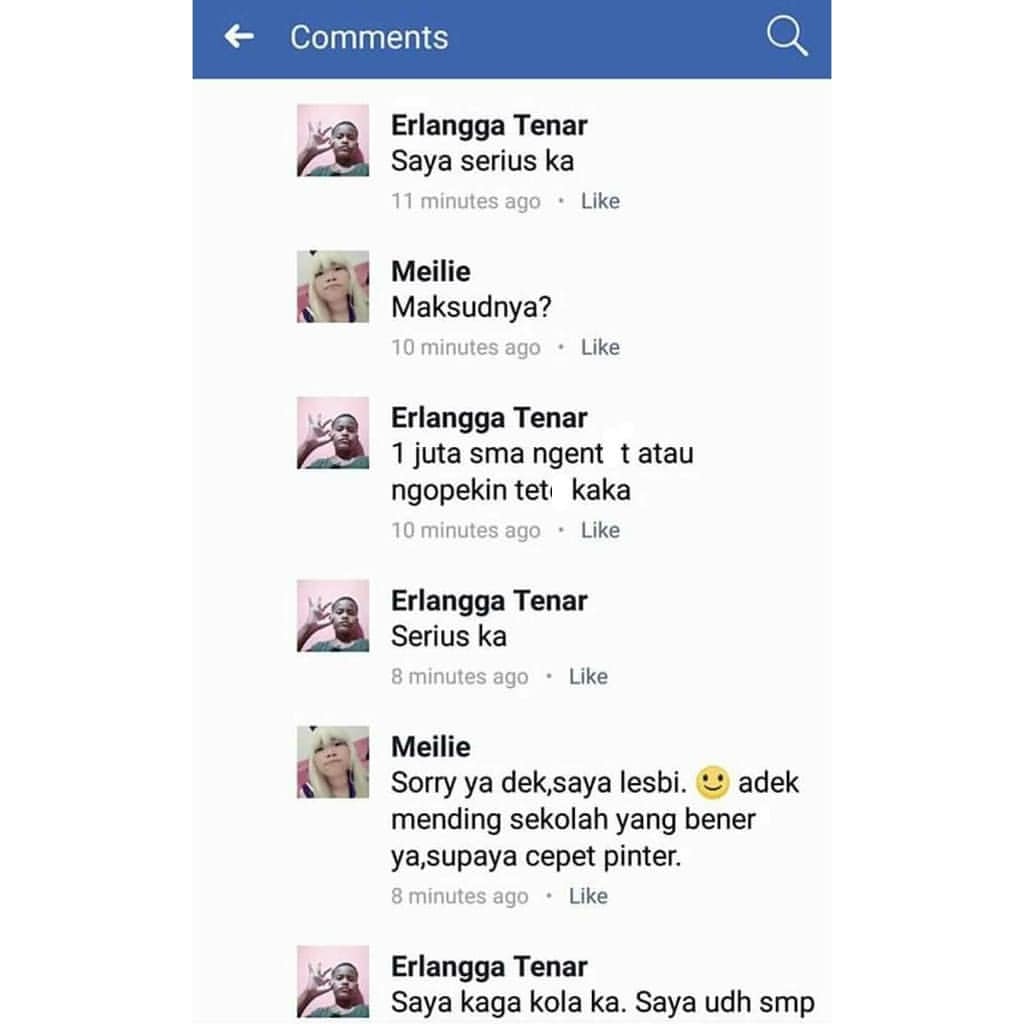 Comments
Erlangga Tenar
Saya serius ka
11 minutes ago • Like
Meilie
Maksudnya?
10 minutes ago • Like
Erlangga Tenar
1 juta sma ngent t atau
ngopekin tet kaka
10 minutes ago • Like
Erlangga Tenar
Serius ka
8 minutes ago • Like
Meilie
Sorry ya dek,saya lesbi. 🙂 adek
mending sekolah yang bener
ya,supaya cepet pinter.
8 minutes ago • Like
Erlangga Tenar
Saya kaga kola ka. Saya udh smp